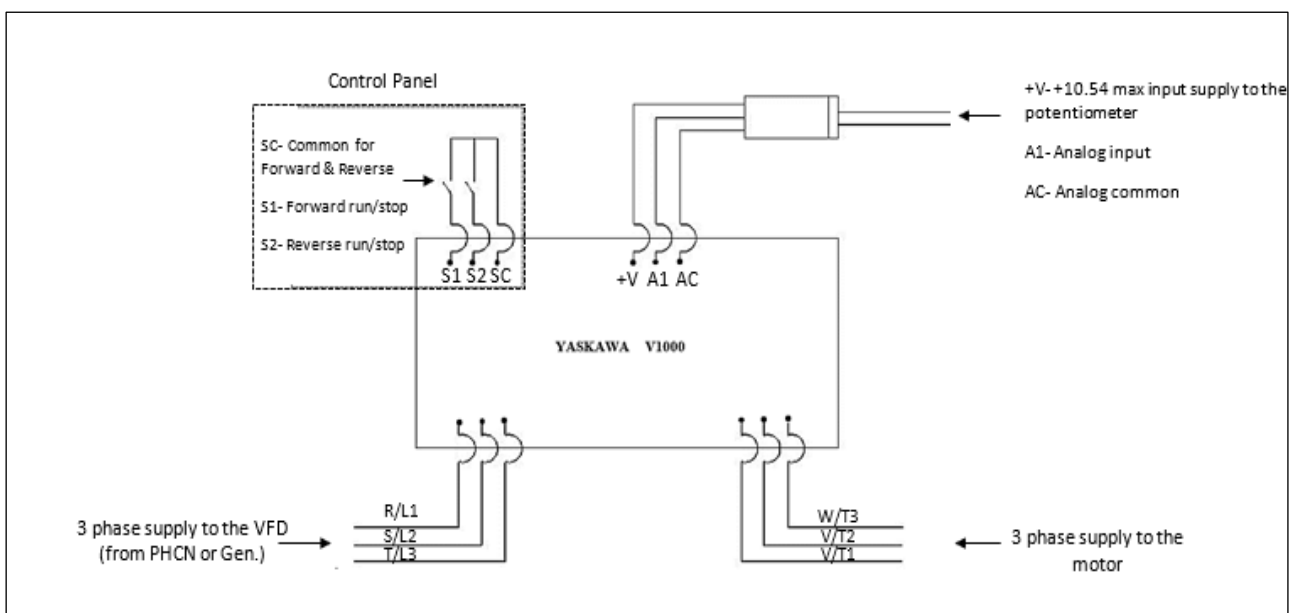 Control Panel
SC- Common for
Forward & Reverse
S1- Forward run/stop
S2- Reverse run/stop
+V- +10.54 max input supply to the
potentiometer
A1- Analog input
AC- Analog common
S1 S2 SC
+V A1 AC
YASKAWA V1000
3 phase supply to the VFD
(from PHCN or Gen.)
R/L1
S/L2
T/L3
W/T3
V/T2
V/T1
3 phase supply to the
motor